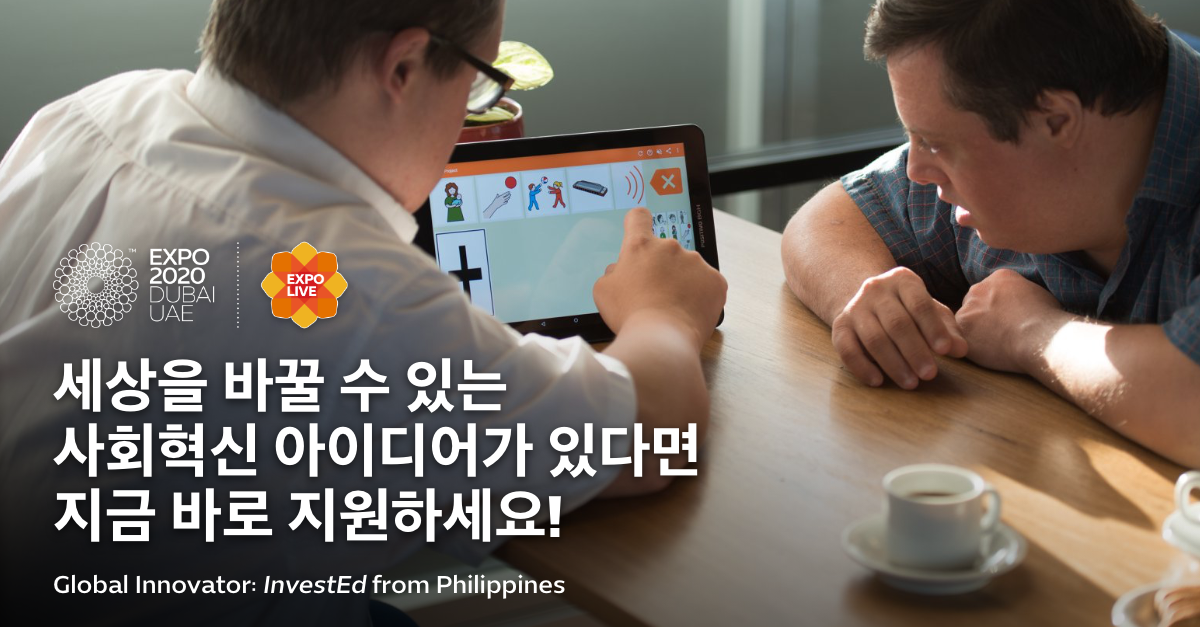 EXPO
2020
DUBAI
UAE
™
EXPO
LIVE
세상을 바꿀 수 있는
사회혁신 아이디어가 있다면
지금 바로 지원하세요!
Global Innovator: InvestEd from Philippines